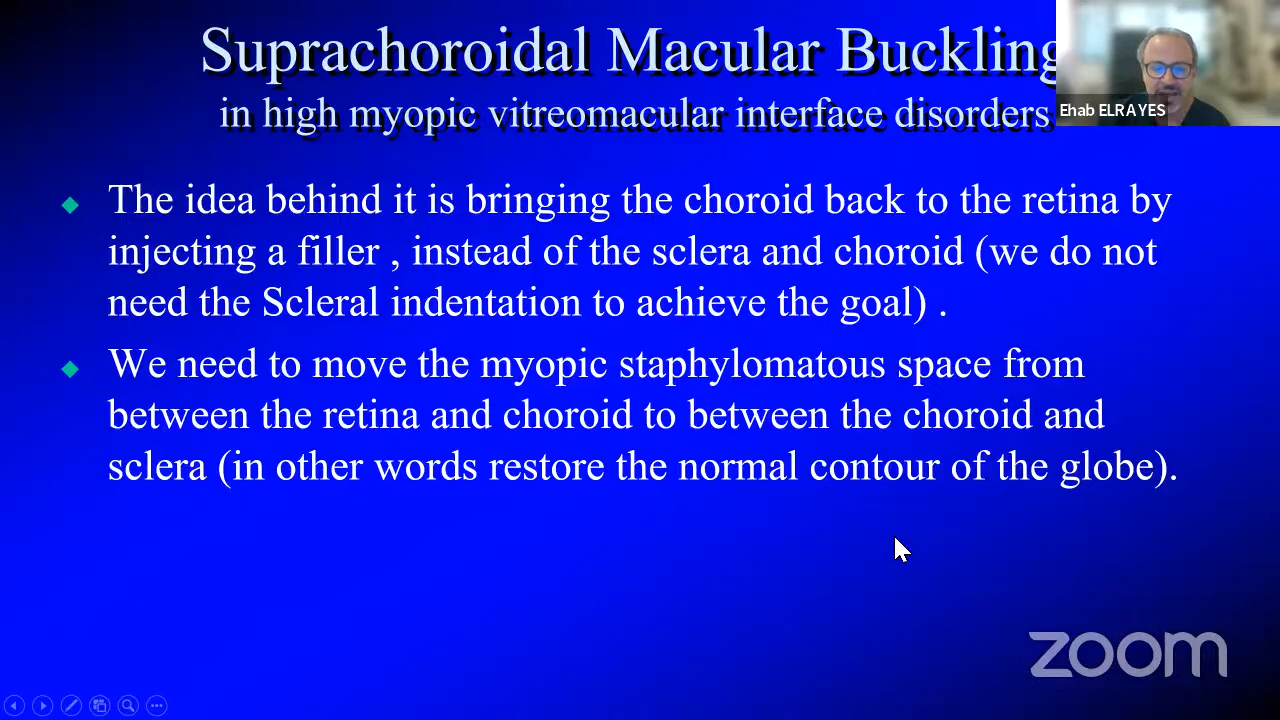 Suprachoroidal Macular Buckling
in high myopic vitreomacular interface disorders
Ehab ELRAYES
The idea behind it is bringing the choroid back to the retina by
injecting a filler , instead of the sclera and choroid (we do not
need the Scleral indentation to achieve the goal) .
We need to move the myopic staphylomatous space from
between the retina and choroid to between the choroid and
sclera (in other words restore the normal contour of the globe).
zoom